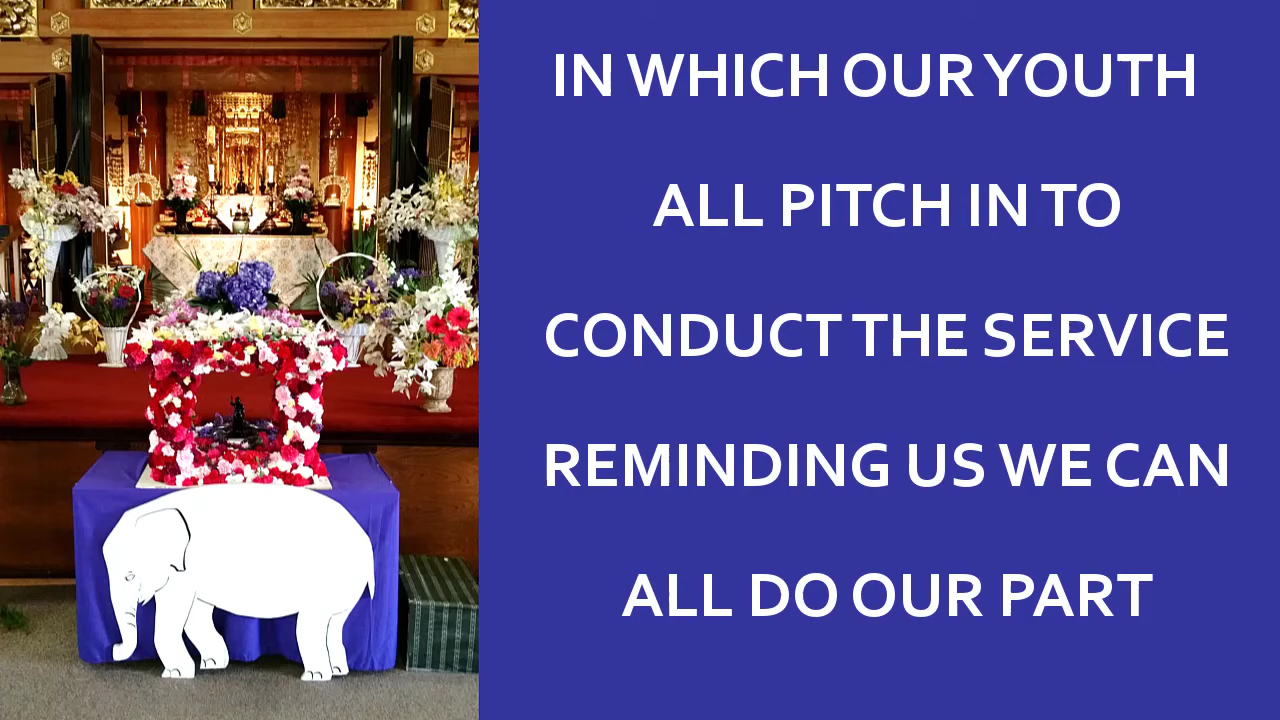 IN WHICH OUR YOUTH
ALL PITCH IN TO
CONDUCT THE SERVICE
REMINDING US WE CAN
ALL DO OUR PART